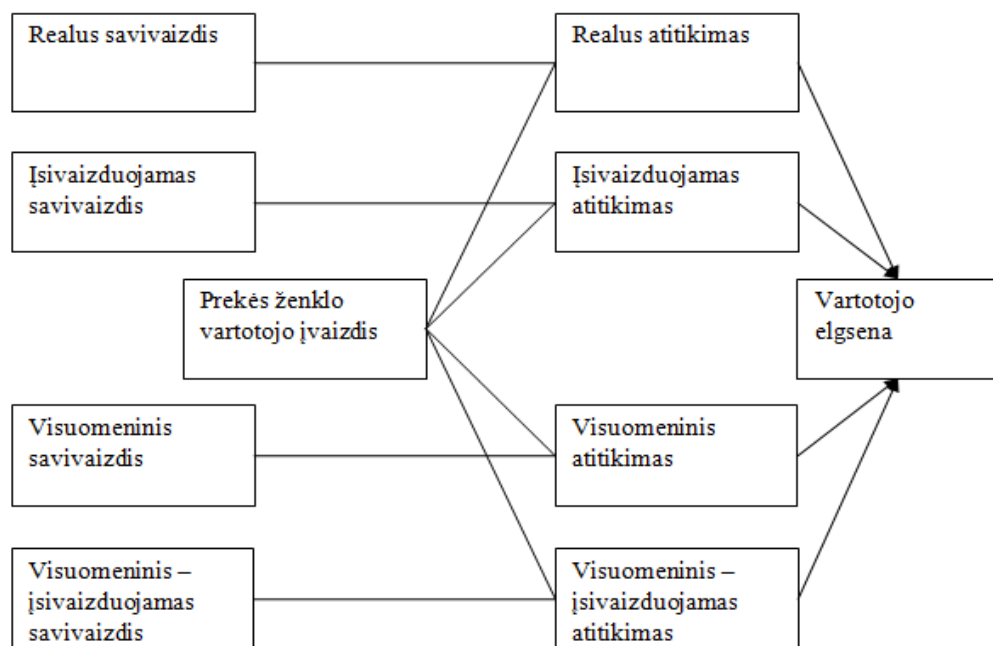 Realus savivaizdis
Realus atitikimas
Įsivaizduojamas
savivaizdis
Įsivaizduojamas
atitikimas
Prekės ženklo
vartotojo įvaizdis
Vartotojo
elgsena
Visuomeninis
savivaizdis
Visuomeninis
atitikimas
Visuomeninis –
įsivaizduojamas
savivaizdis
Visuomeninis –
įsivaizduojamas
atitikimas